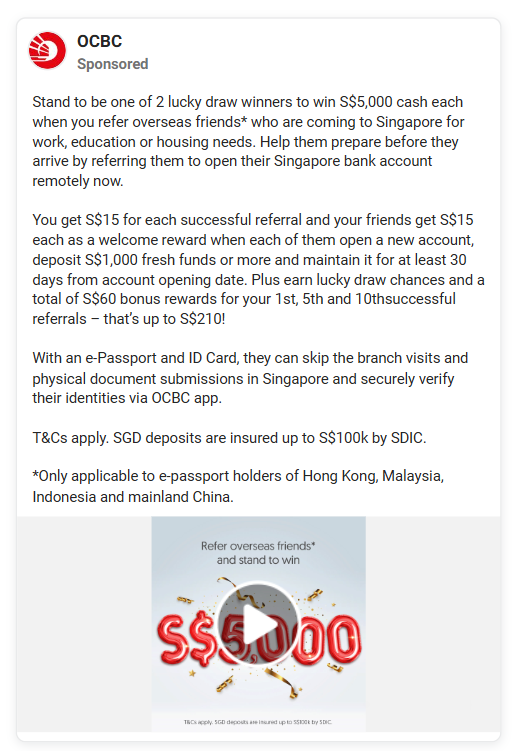 OCBC
Sponsored
Stand to be one of 2 lucky draw winners to win S$5,000 cash each
when you refer overseas friends* who are coming to Singapore for
work, education or housing needs. Help them prepare before they
arrive by referring them to open their Singapore bank account
remotely now.
You get S$15 for each successful referral and your friends get S$15
each as a welcome reward when each of them open a new account,
deposit S$1,000 fresh funds or more and maintain it for at least 30
days from account opening date. Plus earn lucky draw chances and a
total of S$60 bonus rewards for your 1st, 5th and 10thsuccessful
referrals – that’s up to S$210!
With an e-Passport and ID Card, they can skip the branch visits and
physical document submissions in Singapore and securely verify
their identities via OCBC app.
T&Cs apply. SGD deposits are insured up to S$100k by SDIC.
*Only applicable to e-passport holders of Hong Kong, Malaysia,
Indonesia and mainland China.
Refer overseas friends*
and stand to win
S$5,000
T&Cs apply. SGD deposits are insured up to S$100k by SDIC.